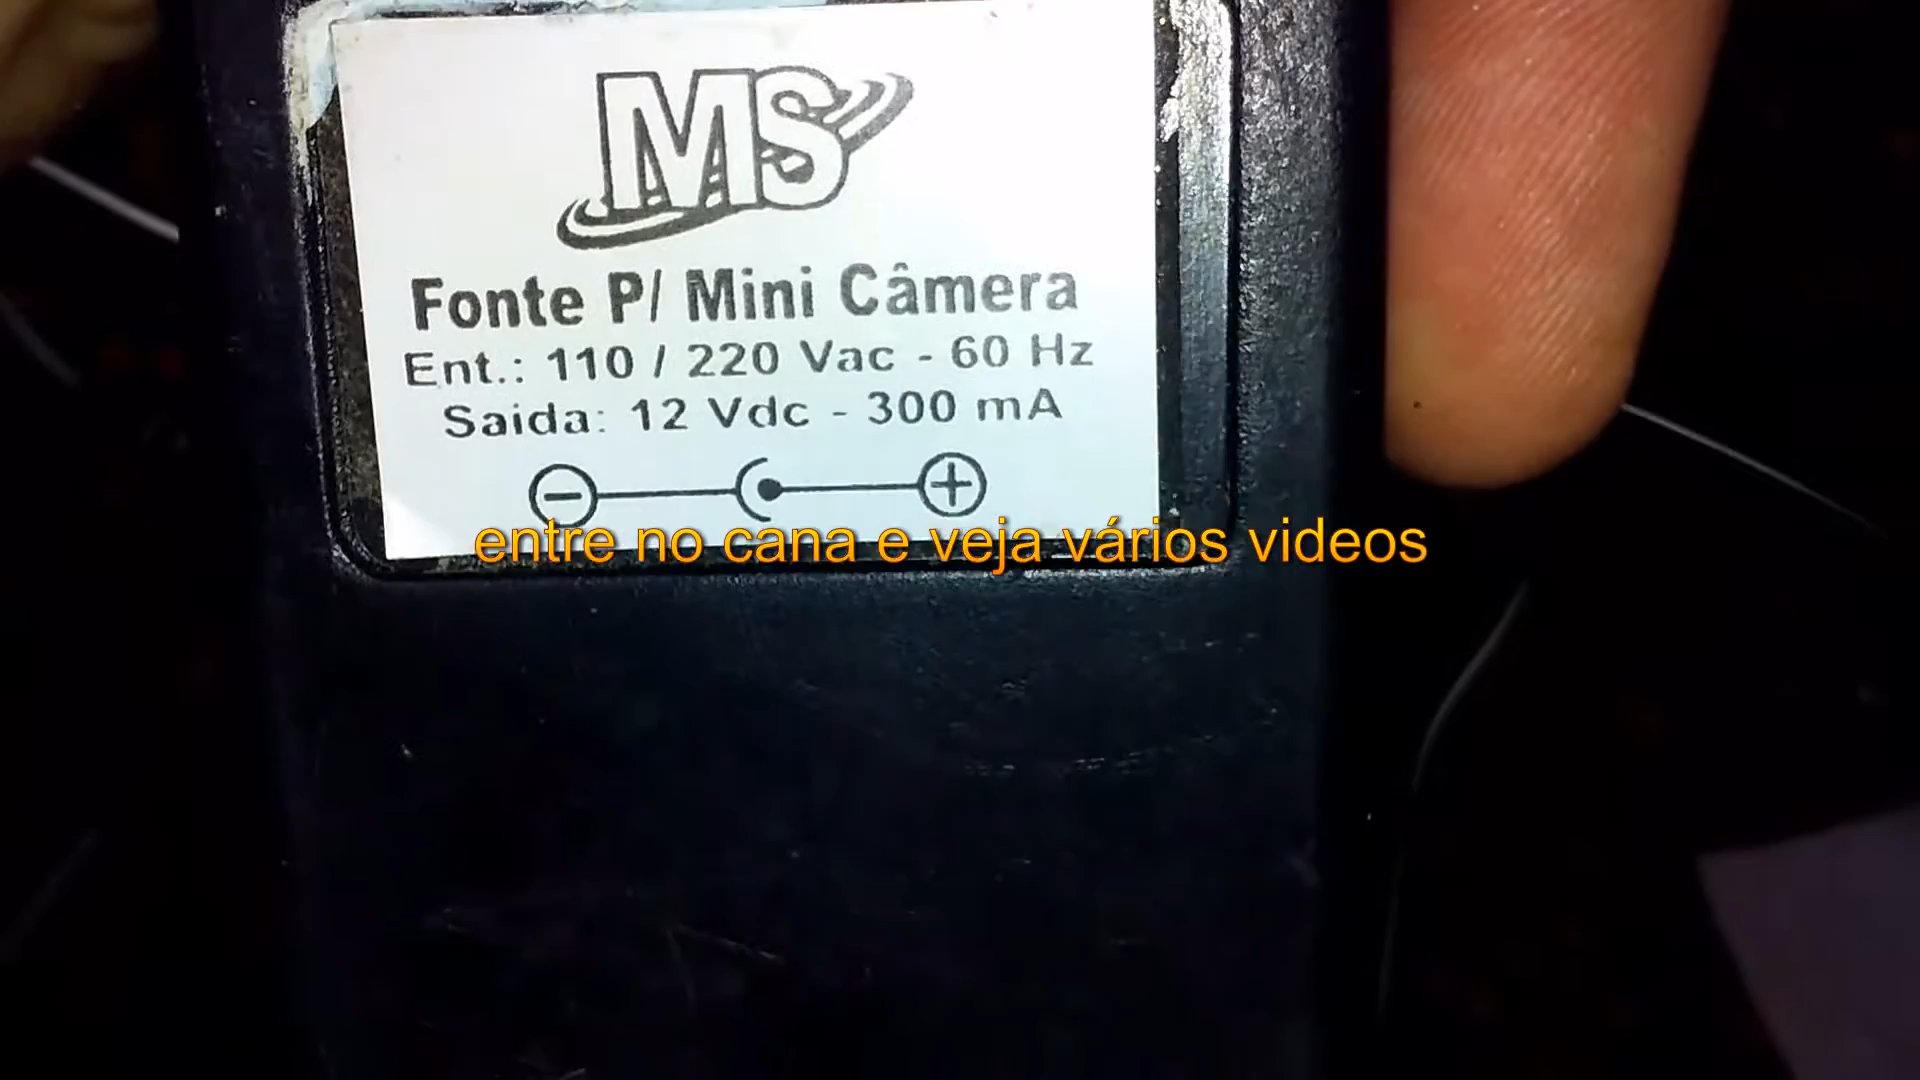 MS
Fonte P/ Mini Câmera
Ent.: 110 / 220 Vac - 60 Hz
Saida: 12 Vdc - 300 mA
entre no cana e veja vários videos